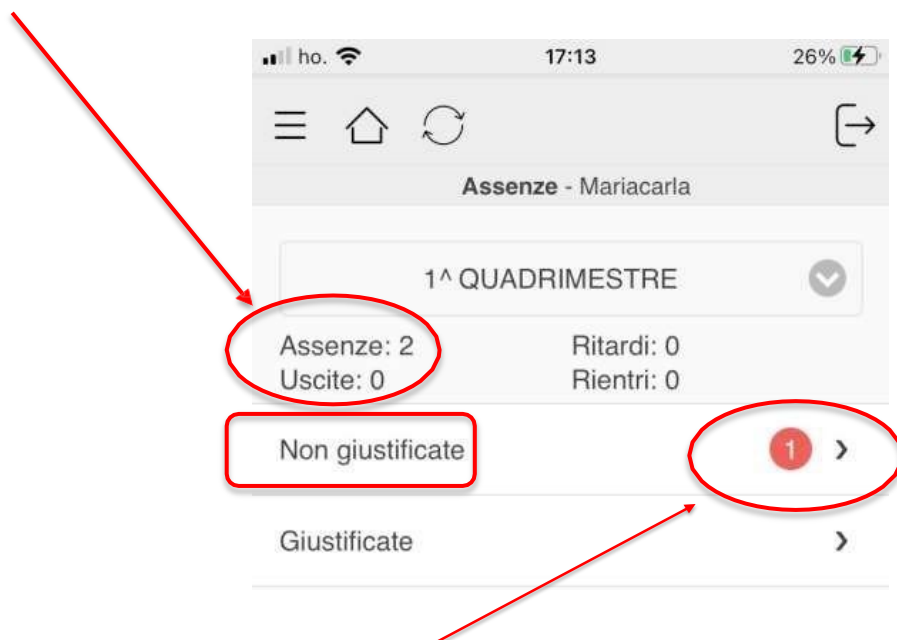 ho. 17:13 26%
Assenze - Mariacarla
1^ QUADRIMESTRE
Assenze: 2 Ritardi: 0
Uscite: 0 Rientri: 0
Non giustificate 1
Giustificate